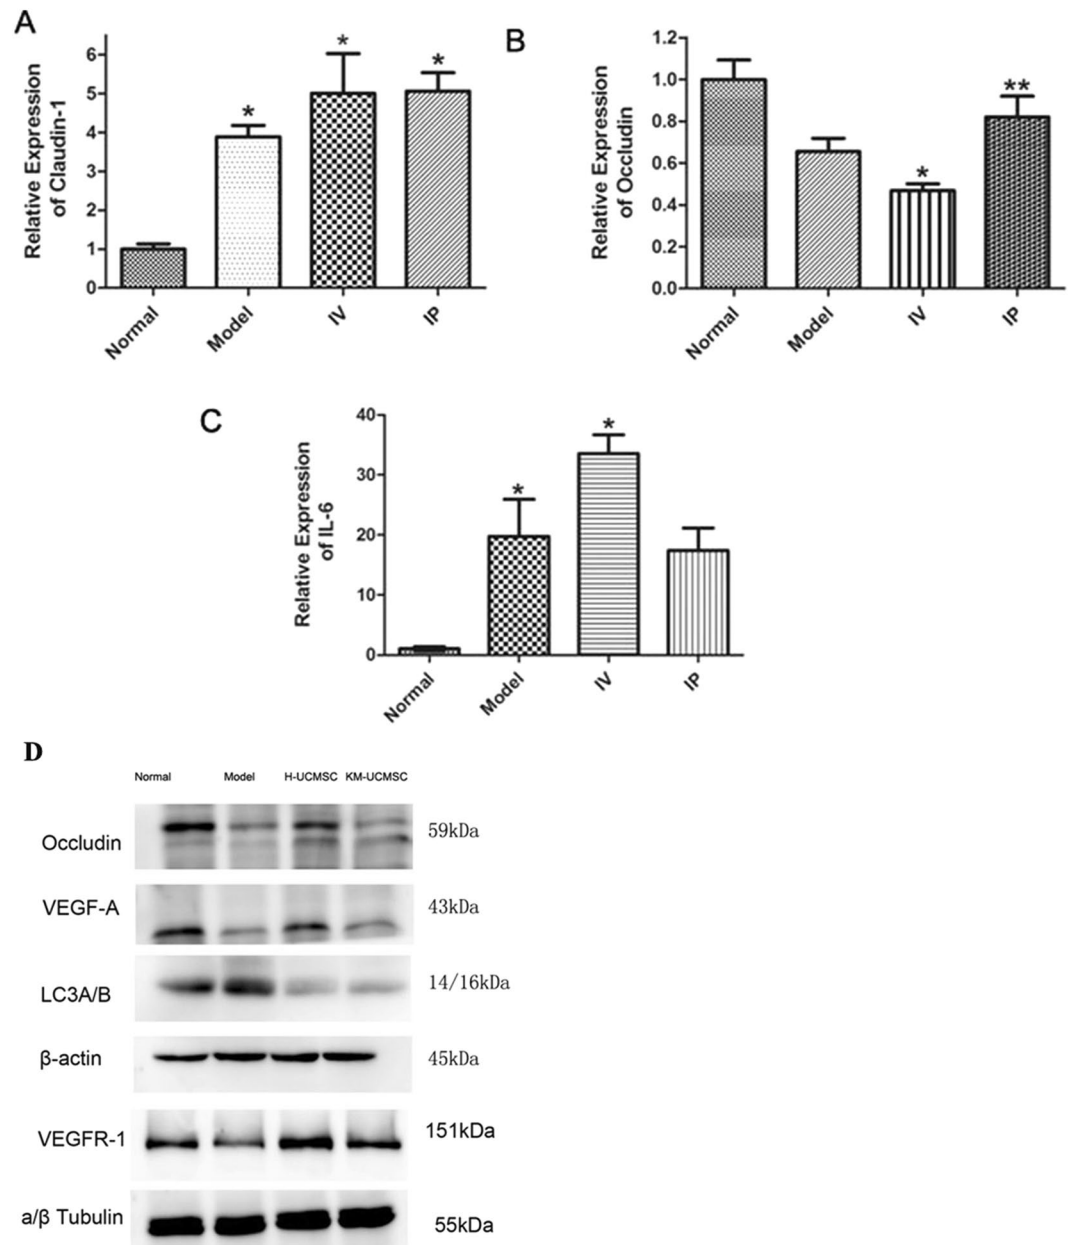 A
Relative Expression
of Claudin-1
6
5
4
3
2
1
0
*
*
*
Normal
Model
IV
IP
B
Relative Expression
of Occludin
1.2
1.0
0.8
0.6
0.4
0.2
0.0
*
**
Normal
Model
IV
IP
C
Relative Expression
of IL-6
40
30
20
10
0
*
*
Normal
Model
IV
IP
D
Normal Model H-UCMSC KM-UCMSC
Occludin 59kDa
VEGF-A 43kDa
LC3A/B 14/16kDa
β-actin 45kDa
VEGFR-1 151kDa
a/β Tubulin 55kDa